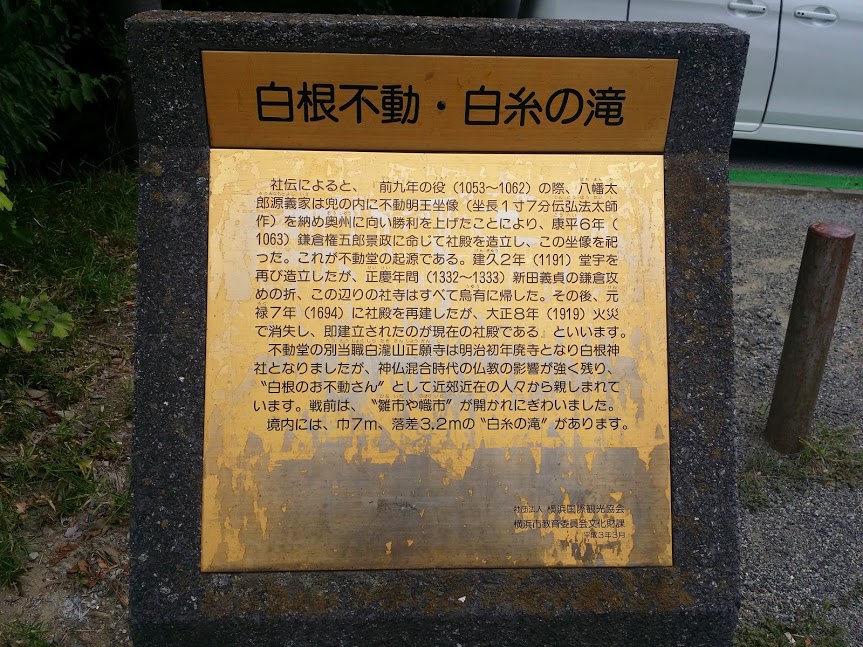 白根不動・白糸の滝
社伝によると、「前九年の役（1053～1062）の際、八幡太
郎源義家は兜の内に不動明王坐像（坐長１寸７分伝弘法太師
作）を納め奥州に向い勝利を上げたことにより、康平６年（
1063）鎌倉権五郎景政に命じて社殿を造立し、この坐像を祀
った。これが不動堂の起源である。建久２年（1191）堂宇を
再び造立したが、正慶年間（1332～1333）新田義貞の鎌倉攻
めの折、この辺りの社寺はすべて烏有に帰した。その後、元
禄７年（1694）に社殿を再建したが、大正８年（1919）火災
で消失し、即建立されたのが現在の社殿である』といいます。
不動堂の別当職白瀧山正願寺は明治初年廃寺となり白根神
社となりましたが、神仏混合時代の仏教の影響が強く残り、
〝白根のお不動さん〟として近郊近在の人々から親しまれて
います。戦前は、〝雛市や幟市〟が開かれにぎわいました。
境内には、巾７ｍ、落差3.2ｍの〝白糸の滝〟があります。
社団法人 横浜国際観光協会
横浜市教育委員会文化財課
平成３年３月